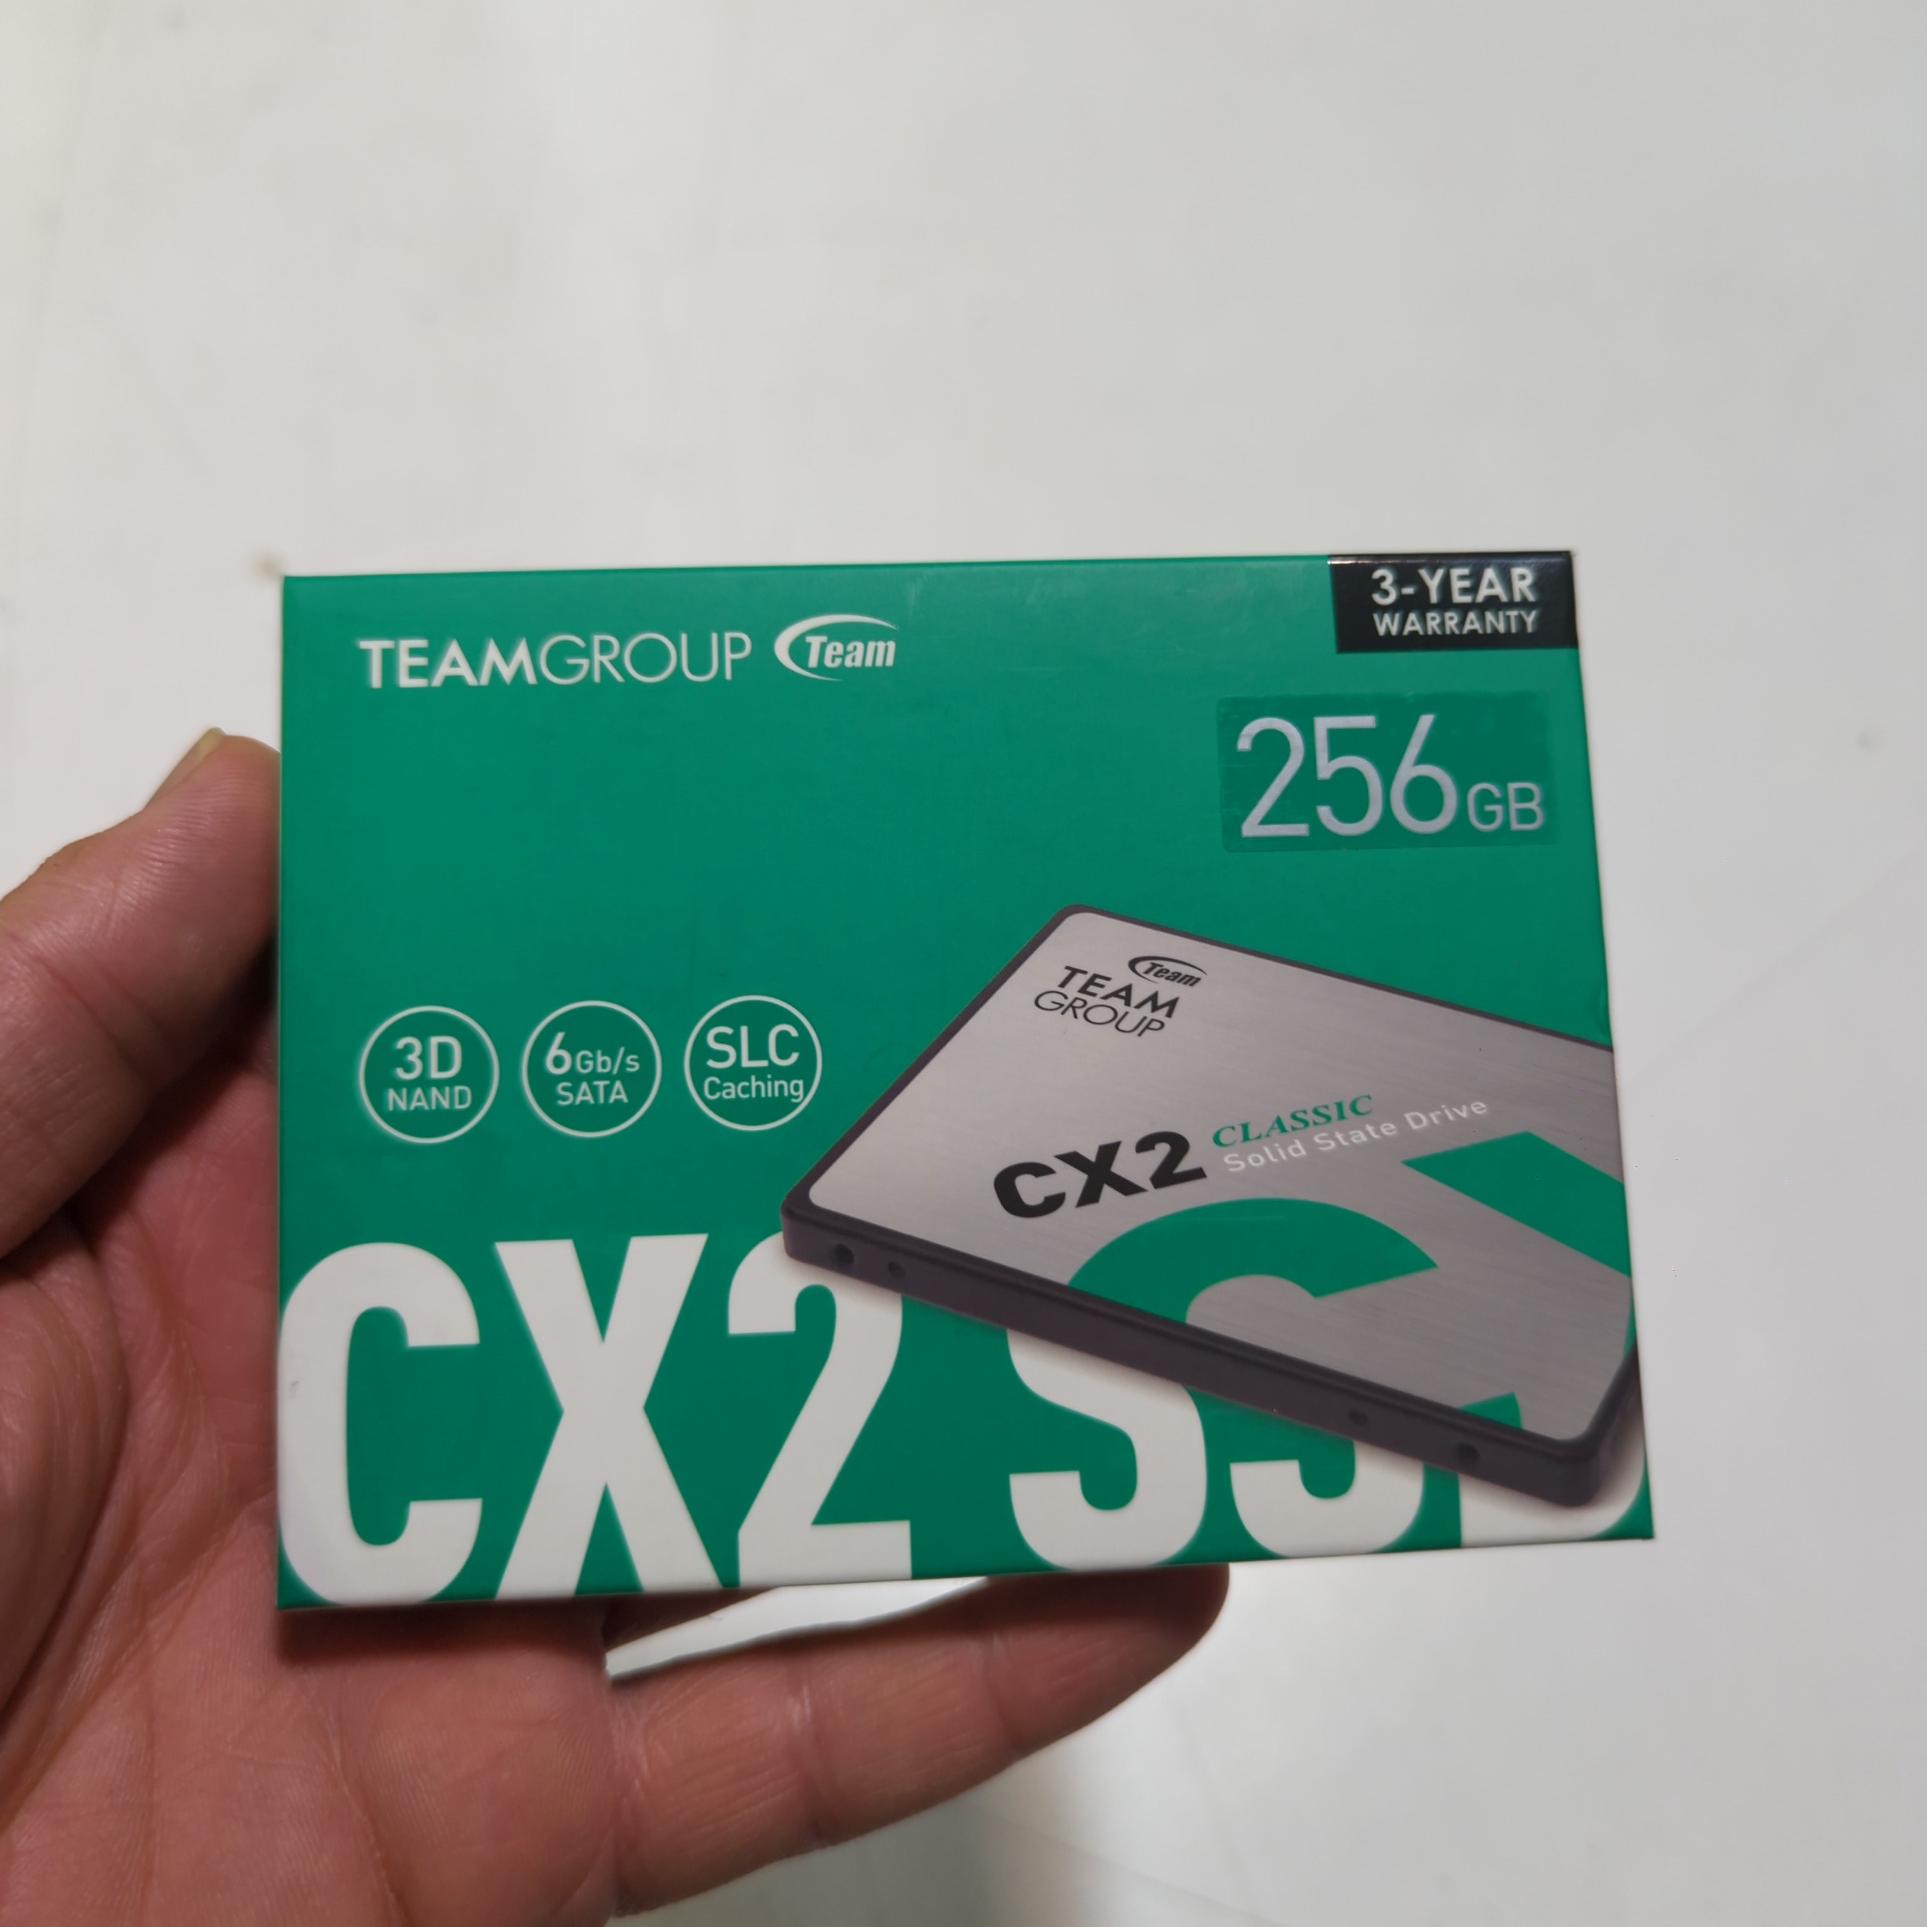 3-YEAR
WARRANTY
TEAMGROUP Team
256GB
Team
TEAM
GROUP
3D
NAND
6Gb/s
SATA
SLC
Caching
CX2 CLASSIC
Solid State Drive
CX2 SSD